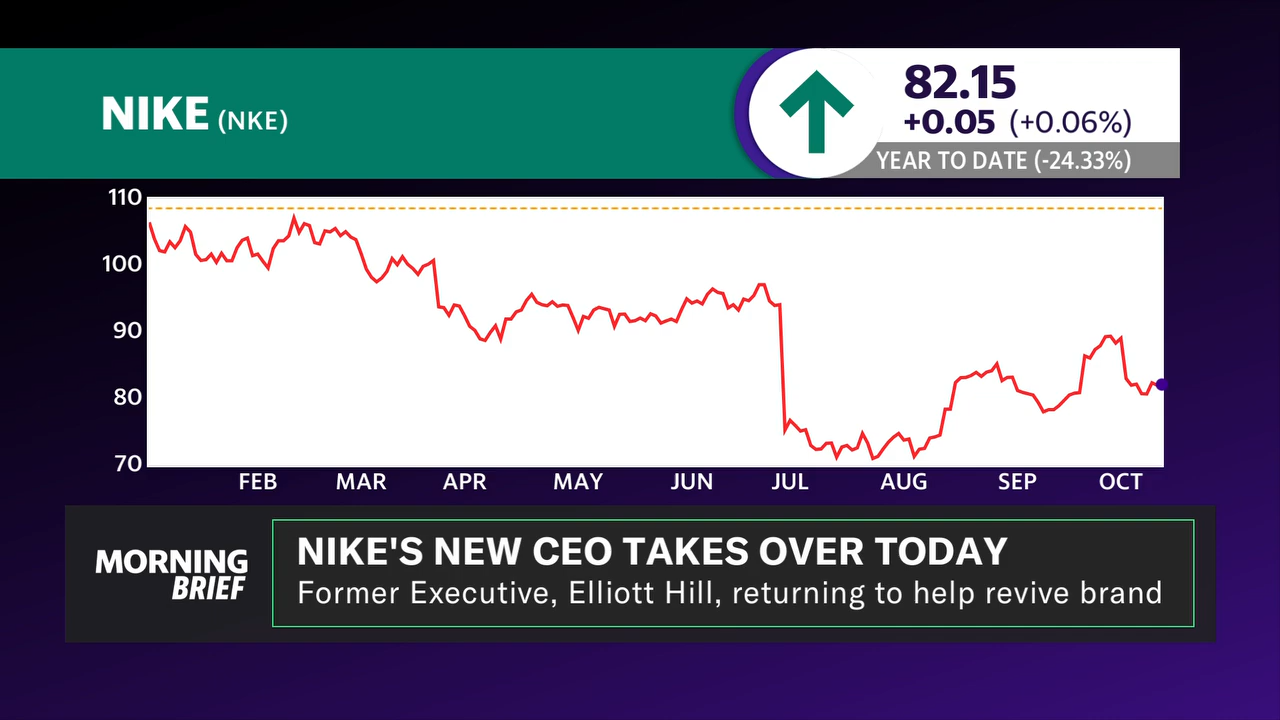 NIKE (NKE)
82.15
+0.05 (+0.06%)
YEAR TO DATE (-24.33%)
110
100
90
80
70
FEB MAR APR MAY JUN JUL AUG SEP OCT
MORNING
BRIEF
NIKE'S NEW CEO TAKES OVER TODAY
Former Executive, Elliott Hill, returning to help revive brand